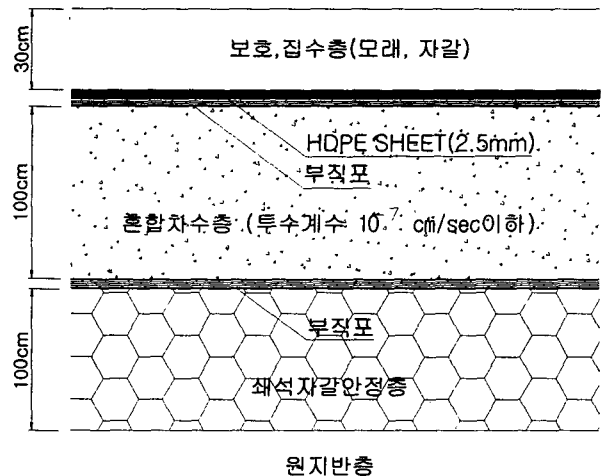 30cm
보호,집수층(모래, 자갈)
HDPE SHEET(2.5mm)
부직포
100cm
혼합차수층 (투수계수 10⁻⁷ cm/sec이하)
부직포
100cm
쇄석자갈안정층
원지반층